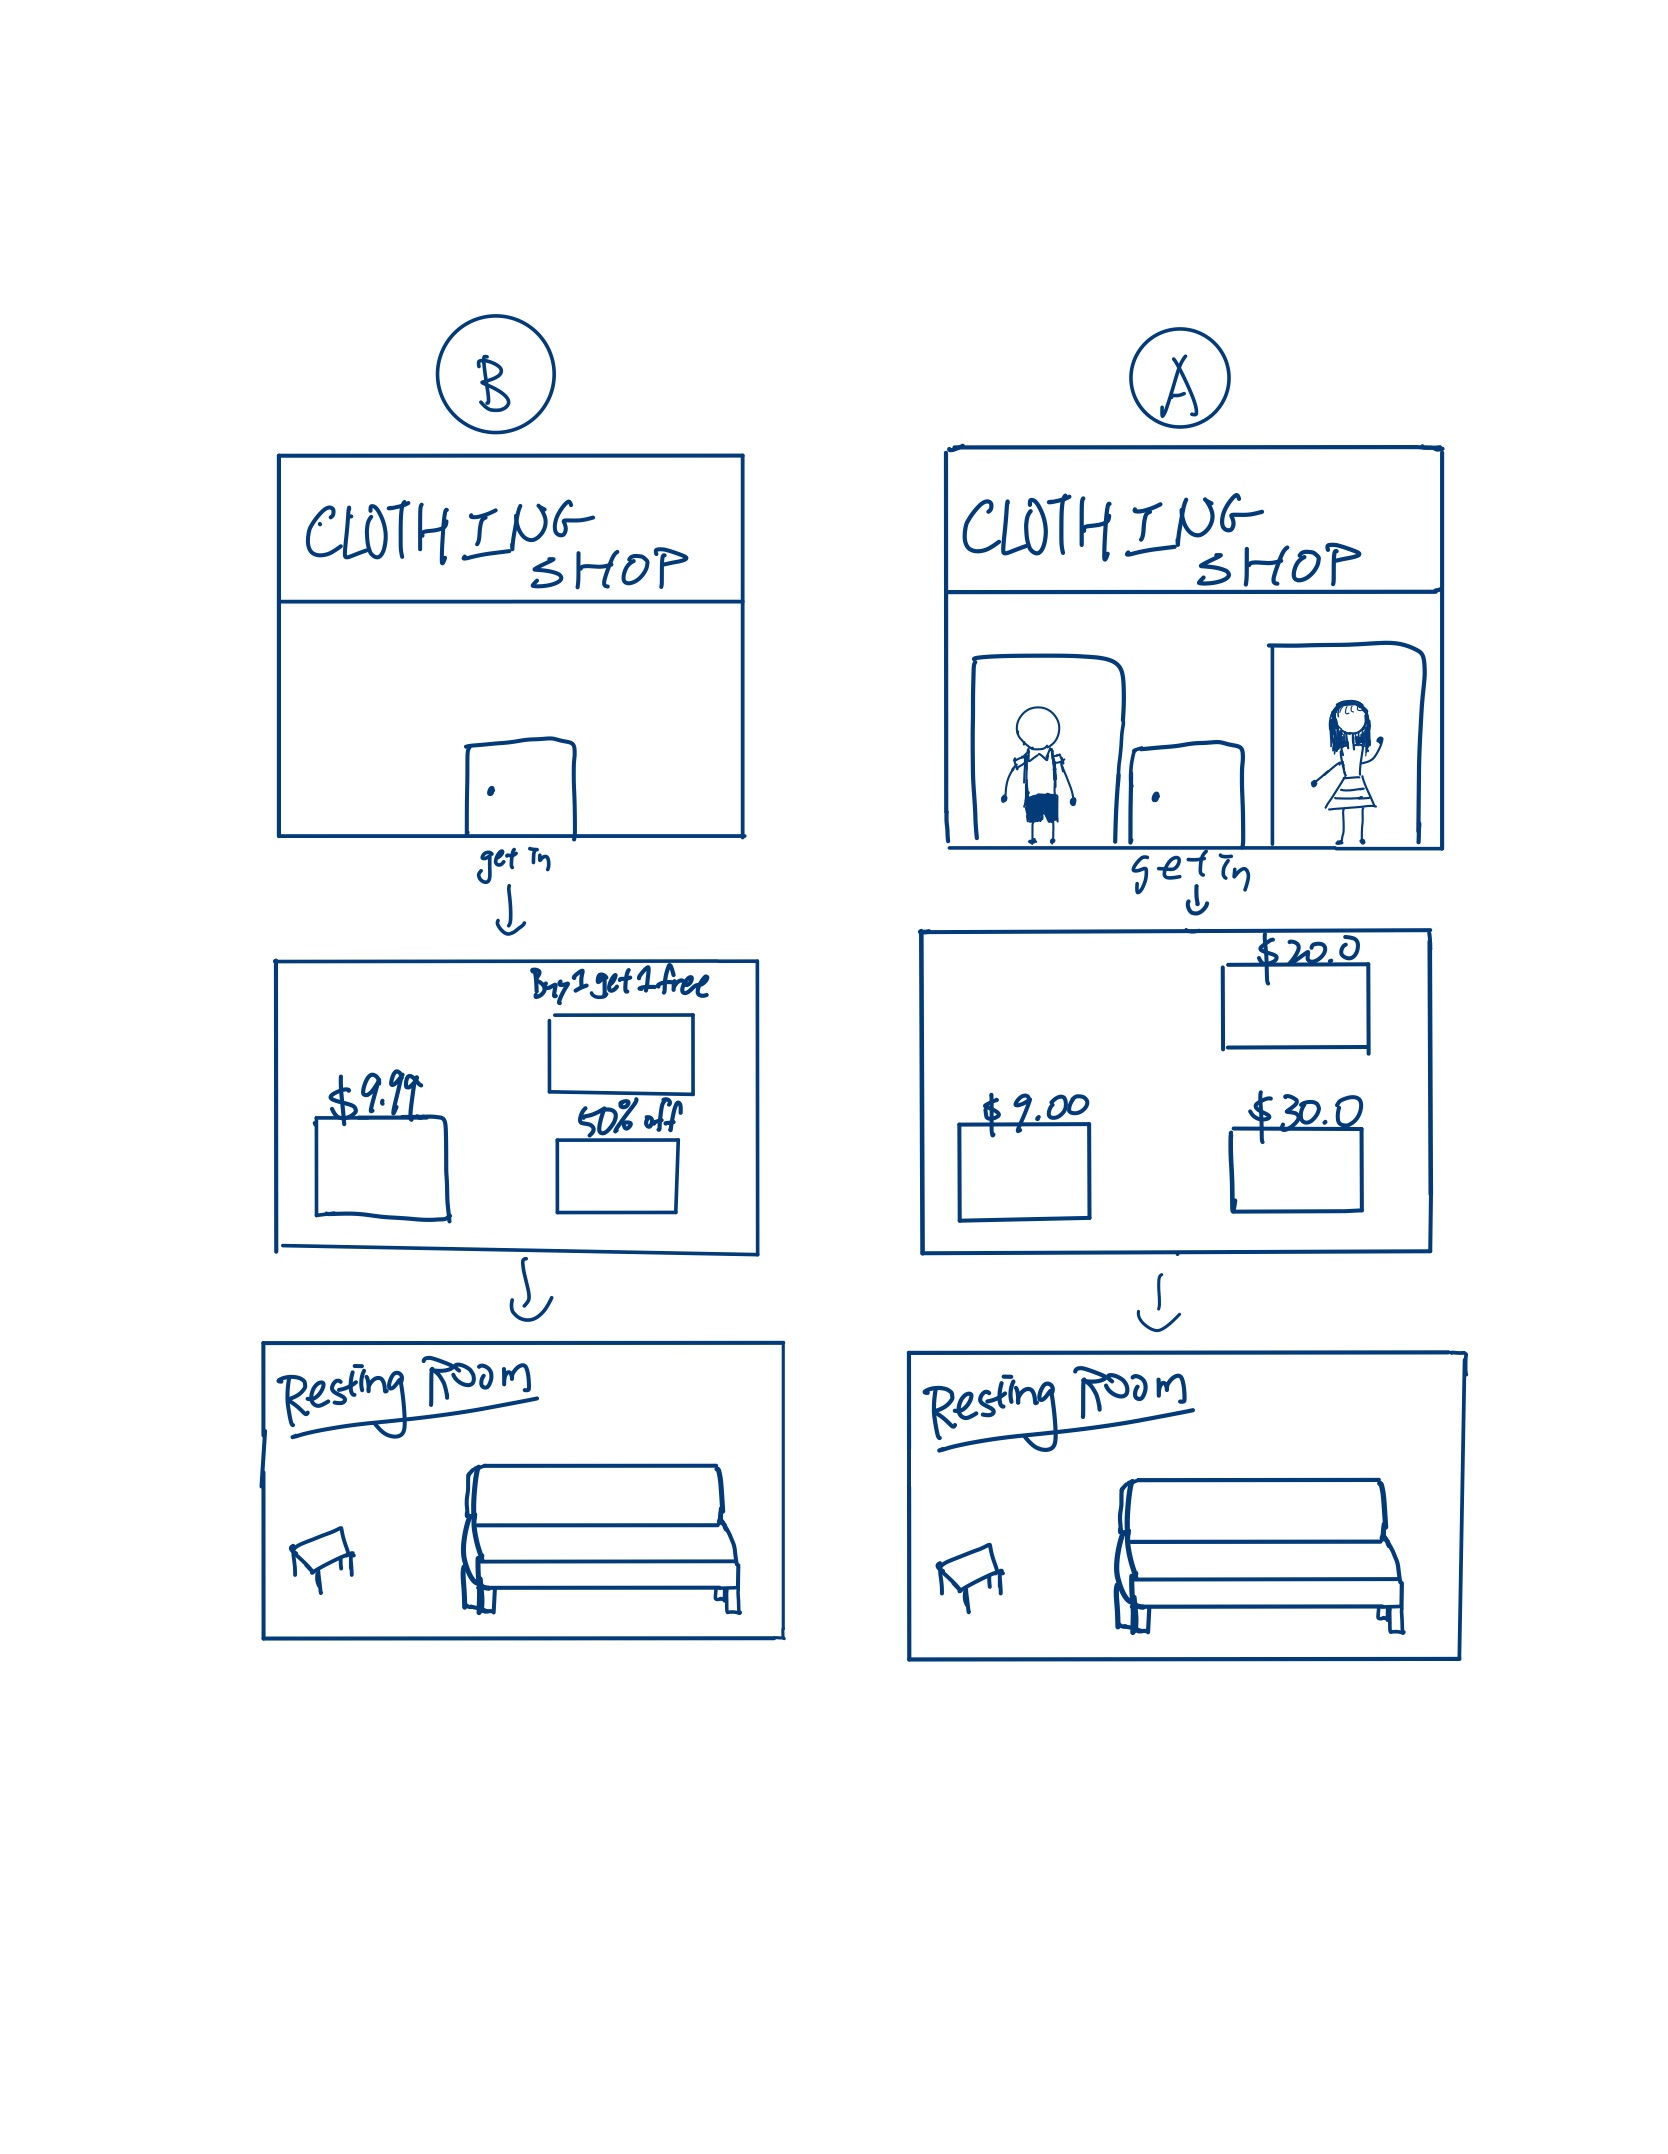 B
CLOTHING
SHOP
get in
Buy 1 get 1 free
$9.99
50% off
Resting Room
A
CLOTHING
SHOP
get in
$20.0
$9.00
$30.0
Resting Room